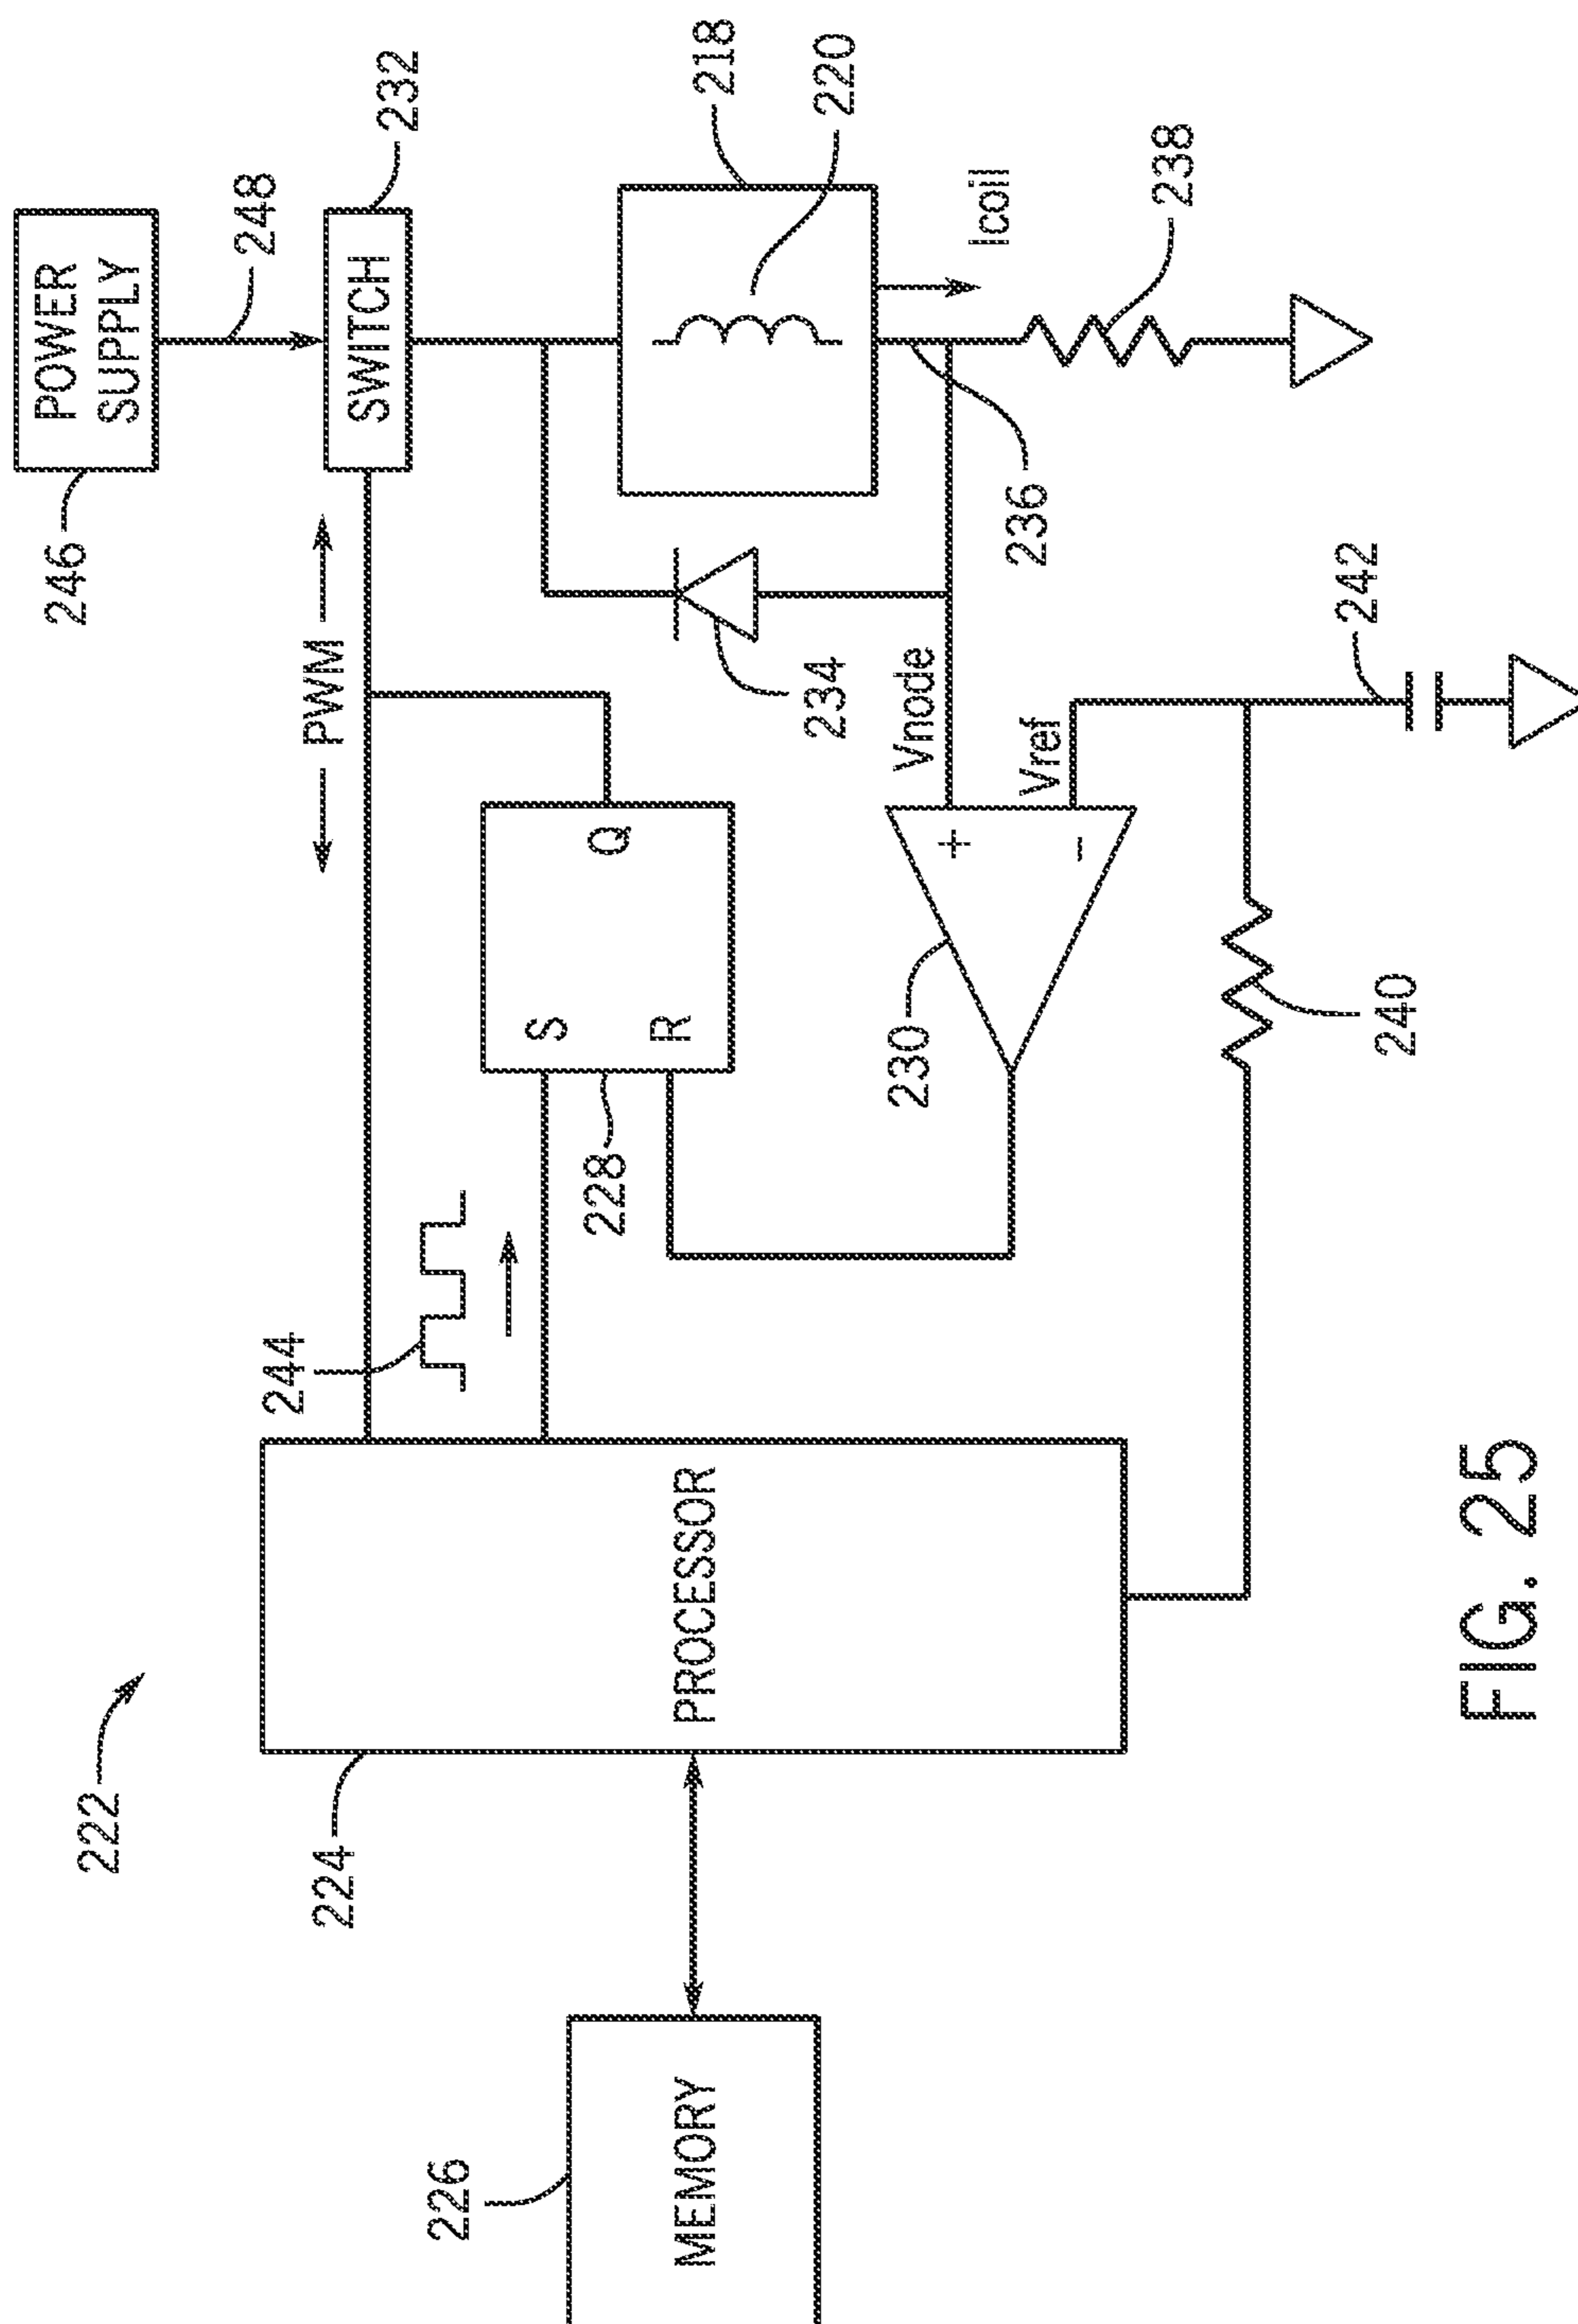 222
226
MEMORY
224
PROCESSOR
244
PWM
228
S
R
Q
230
+
−
Vnode
Vref
240
242
234
236
246
POWER
SUPPLY
248
SWITCH
232
218
220
Icoil
238
FIG. 25